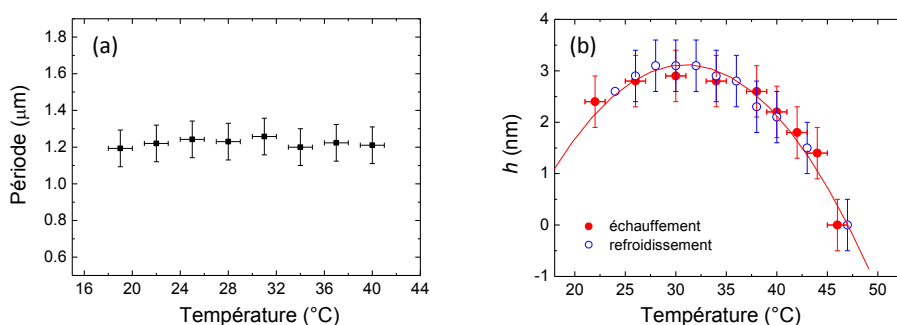 (a)
Période (μm)
1.8
1.6
1.4
1.2
1.0
0.8
0.6
16 20 24 28 32 36 40 44
Température (°C)
(b)
h (nm)
4
3
2
1
0
-1
échauffement
refroidissement
20 25 30 35 40 45 50
Température (°C)